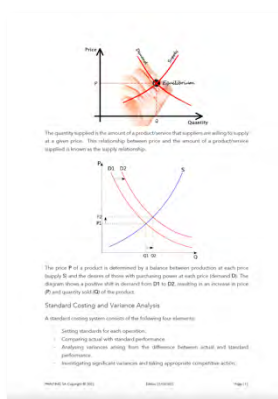 Price
Demand
Supply
Equilibrium
P
Q
Quantity
The quantity supplied is the amount of a product/service that suppliers are willing to supply
at a given price. This relationship between price and the amount of a product/service
supplied is known as the supply relationship.
P
D1 D2
S
P2
P1
Q1 Q2
Q
The price P of a product is determined by a balance between production at each price
(supply S) and the desires of those with purchasing power at each price (demand D). The
diagram shows a positive shift in demand from D1 to D2, resulting in an increase in price
(P) and quantity sold (Q) of the product.
Standard Costing and Variance Analysis
A standard costing system consists of the following four elements:
- Setting standards for each operation;
- Comparing actual with standard performance
- Analysing variances arising from the difference between actual and standard
performance
- Investigating significant variances and taking appropriate corrective action;
Copyright ©
Page |